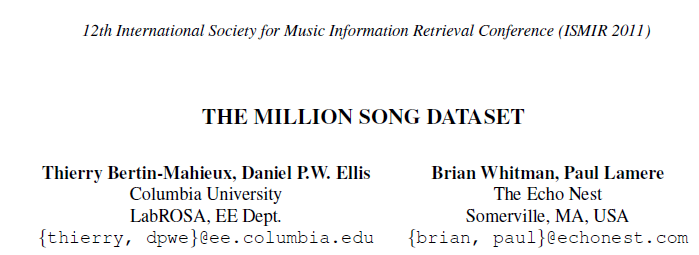 12th International Society for Music Information Retrieval Conference (ISMIR 2011)
THE MILLION SONG DATASET
Thierry Bertin-Mahieux, Daniel P.W. Ellis
Columbia University
LabROSA, EE Dept.
{thierry, dpwe}@ee.columbia.edu
Brian Whitman, Paul Lamere
The Echo Nest
Somerville, MA, USA
{brian, paul}@echonest.com